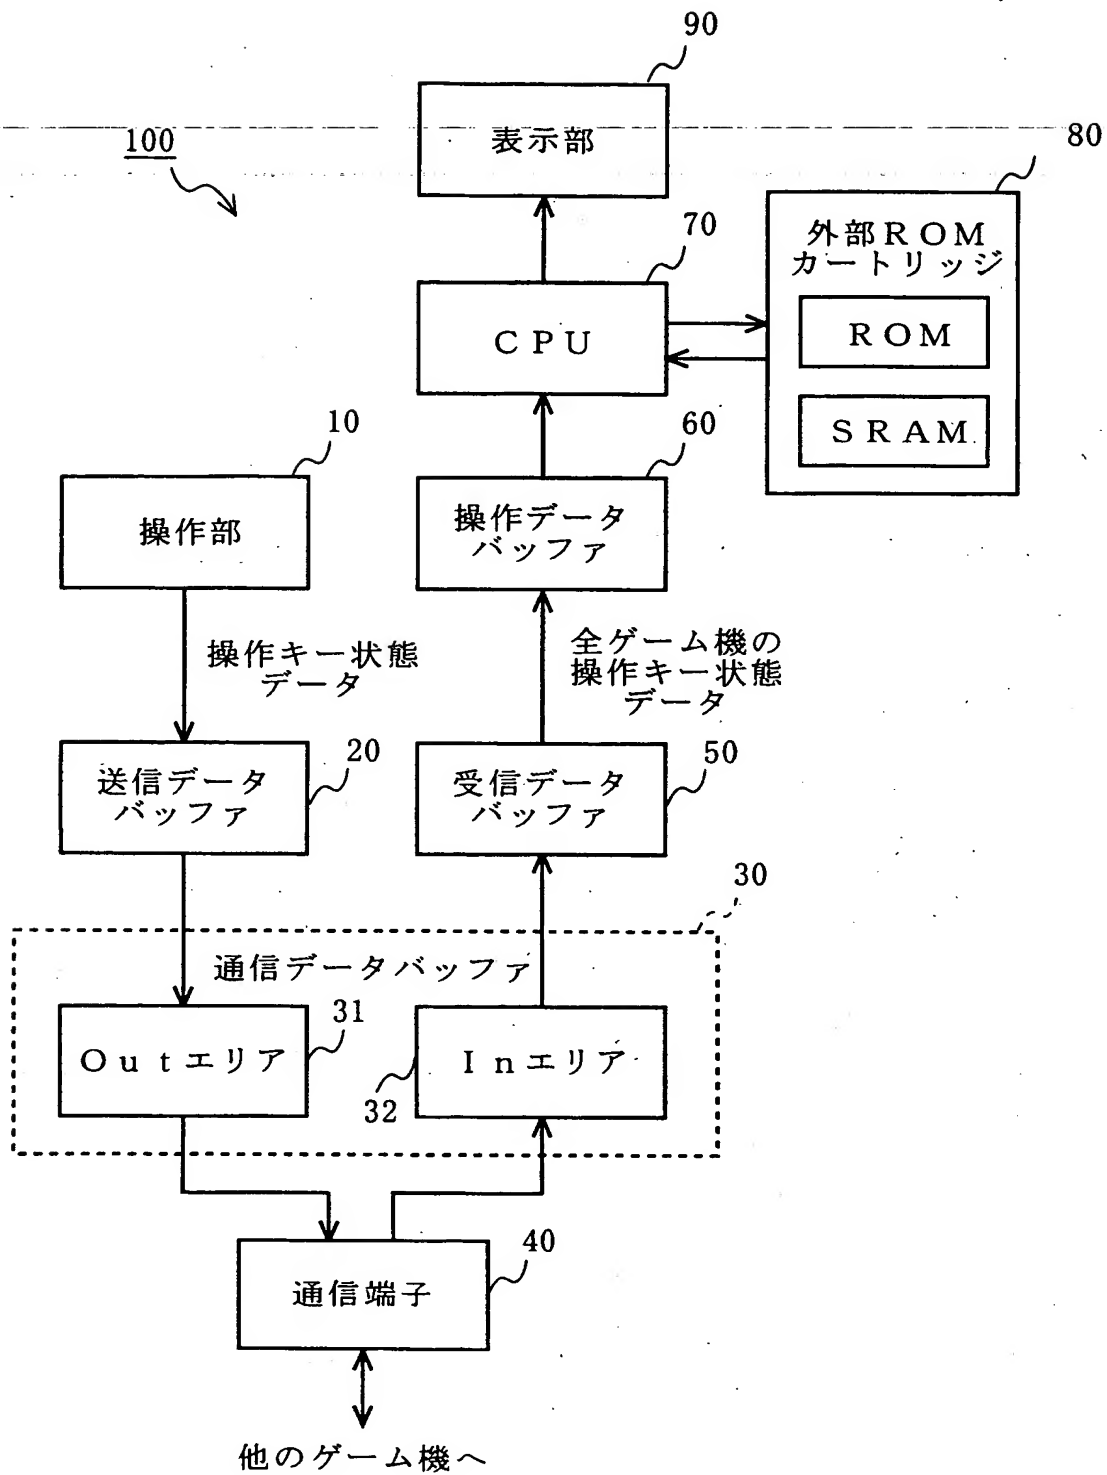 90
表示部
100
80
外部ROM
カートリッジ
ROM
SRAM
70
CPU
60
操作データ
バッファ
10
操作部
操作キー状態
データ
全ゲーム機の
操作キー状態
データ
20
送信データ
バッファ
50
受信データ
バッファ
30
通信データバッファ
31
Outエリア
32
Inエリア
40
通信端子
他のゲーム機へ